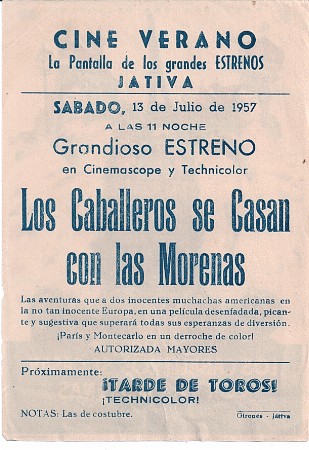 CINE VERANO
La Pantalla de los grandes ESTRENOS
JATIVA
SABADO, 13 de Julio de 1957
A LAS 11 NOCHE
Grandioso ESTRENO
en Cinemascope y Technicolor
Los Caballeros se Casan
con las Morenas
Las aventuras que a dos inocentes muchachas americanas en
la no tan inocente Europa, en una película desenfadada, pican-
te y sugestiva que superará todas sus esperanzas de diversión.
¡París y Montecarlo en un derroche de color!
AUTORIZADA MAYORES
Próximamente:
¡TARDE DE TOROS!
¡TECHNICOLOR!
NOTAS: Las de costubre.
Gironés - Játiva